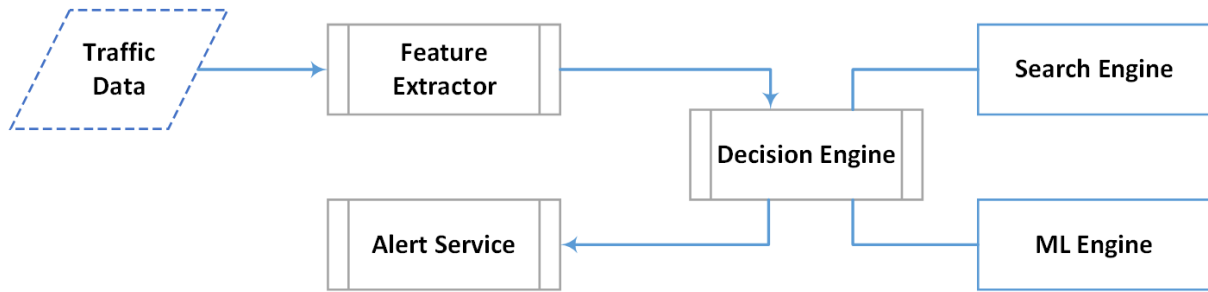 Traffic
Data
Feature
Extractor
Search Engine
Decision Engine
Alert Service
ML Engine